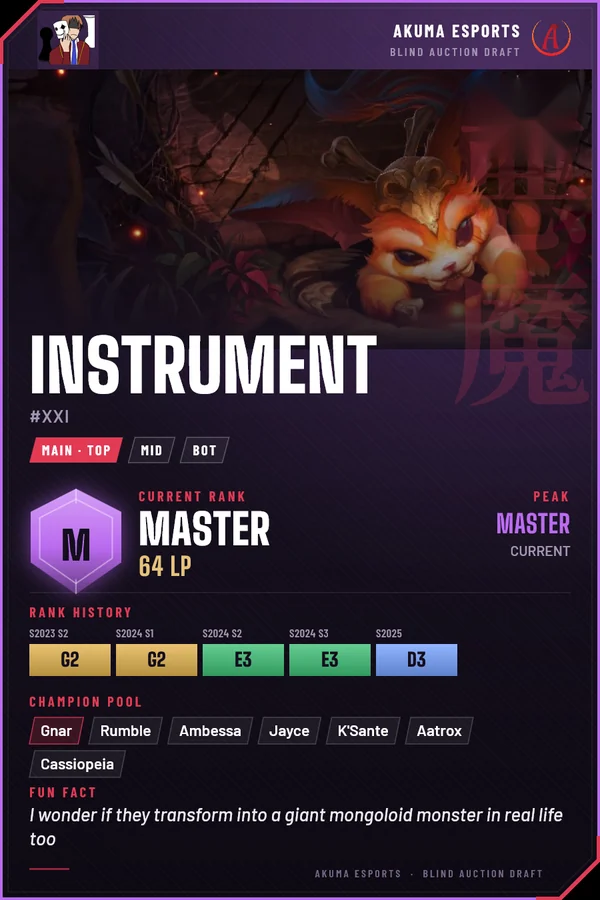 AKUMA ESPORTS
BLIND AUCTION DRAFT
A
悪
魔
INSTRUMENT
#XXI
MAIN · TOP
MID
BOT
M
CURRENT RANK
MASTER
64 LP
PEAK
MASTER
CURRENT
RANK HISTORY
S2023 S2
S2024 S1
S2024 S2
S2024 S3
S2025
G2
G2
E3
E3
D3
CHAMPION POOL
Gnar
Rumble
Ambessa
Jayce
K'Sante
Aatrox
Cassiopeia
FUN FACT
I wonder if they transform into a giant mongoloid monster in real life
too
AKUMA ESPORTS · BLIND AUCTION DRAFT